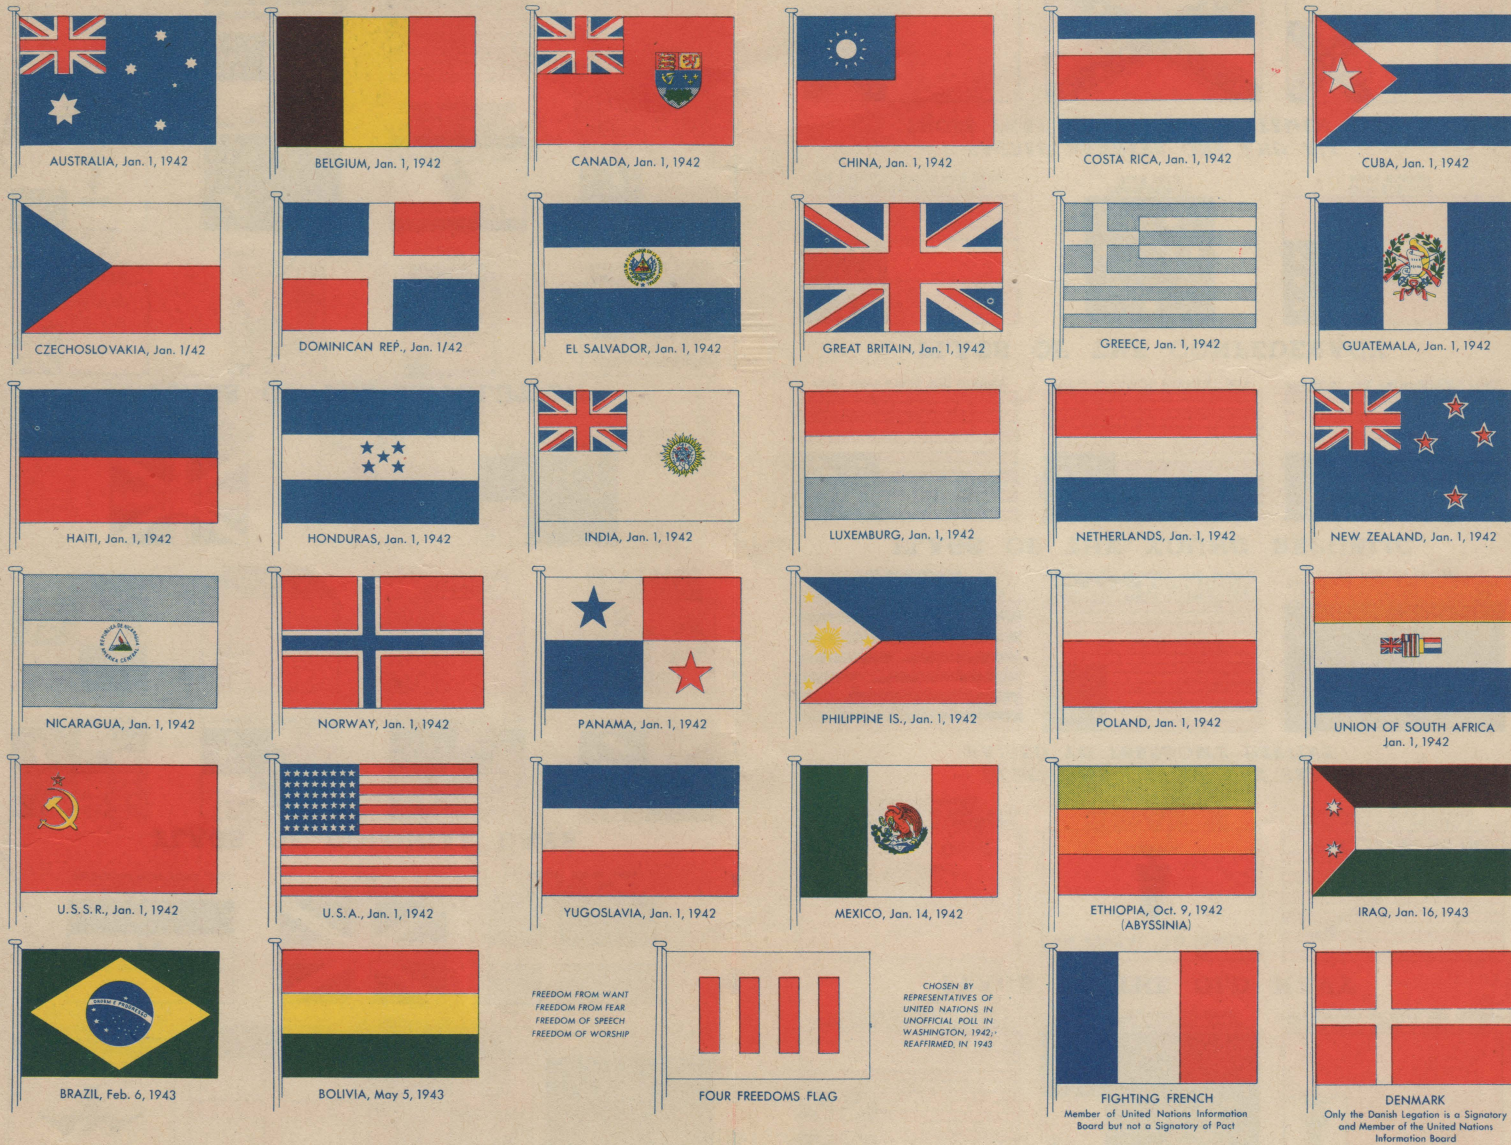 AUSTRALIA, Jan. 1, 1942
BELGIUM, Jan. 1, 1942
CANADA, Jan. 1, 1942
CHINA, Jan. 1, 1942
COSTA RICA, Jan. 1, 1942
CUBA, Jan. 1, 1942
CZECHOSLOVAKIA, Jan. 1/42
DOMINICAN REP., Jan. 1/42
EL SALVADOR, Jan. 1, 1942
GREAT BRITAIN, Jan. 1, 1942
GREECE, Jan. 1, 1942
GUATEMALA, Jan. 1, 1942
HAITI, Jan. 1, 1942
HONDURAS, Jan. 1, 1942
INDIA, Jan. 1, 1942
LUXEMBURG, Jan. 1, 1942
NETHERLANDS, Jan. 1, 1942
NEW ZEALAND, Jan. 1, 1942
REPUBLICA DE NICARAGUA
AMERICA CENTRAL
NICARAGUA, Jan. 1, 1942
NORWAY, Jan. 1, 1942
PANAMA, Jan. 1, 1942
PHILIPPINE IS., Jan. 1, 1942
POLAND, Jan. 1, 1942
UNION OF SOUTH AFRICA
Jan. 1, 1942
U.S.S.R., Jan. 1, 1942
U.S.A., Jan. 1, 1942
YUGOSLAVIA, Jan. 1, 1942
MEXICO, Jan. 14, 1942
ETHIOPIA, Oct. 9, 1942
(ABYSSINIA)
IRAQ, Jan. 16, 1943
ORDEM E PROGRESSO
BRAZIL, Feb. 6, 1943
BOLIVIA, May 5, 1943
FREEDOM FROM WANT
FREEDOM FROM FEAR
FREEDOM OF SPEECH
FREEDOM OF WORSHIP
FOUR FREEDOMS FLAG
CHOSEN BY
REPRESENTATIVES OF
UNITED NATIONS IN
UNOFFICIAL POLL IN
WASHINGTON, 1942;
REAFFIRMED, IN 1943
FIGHTING FRENCH
Member of United Nations Information
Board but not a Signatory of Pact
DENMARK
Only the Danish Legation is a Signatory
and Member of the United Nations
Information Board